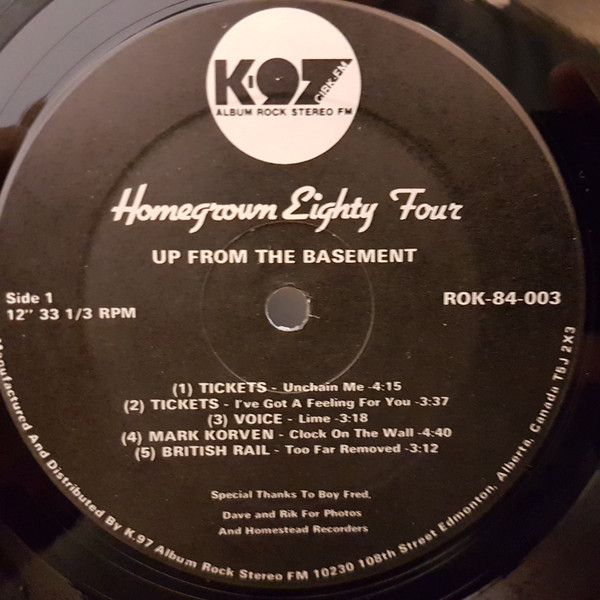 K-97
CIRK-FM
ALBUM ROCK STEREO FM
Homegrown Eighty Four
UP FROM THE BASEMENT
Side 1
12" 33 1/3 RPM
ROK-84-003
(1) TICKETS - Unchain Me -4:15
(2) TICKETS - I've Got A Feeling For You -3:37
(3) VOICE - Lime -3:18
(4) MARK KORVEN - Clock On The Wall -4:40
(5) BRITISH RAIL - Too Far Removed -3:12
Special Thanks To Boy Fred,
Dave and Rik For Photos
And Homestead Recorders
Manufactured And Distributed By K.97 Album Rock Stereo FM 10230 108th Street Edmonton, Alberta, Canada T5J 2X3